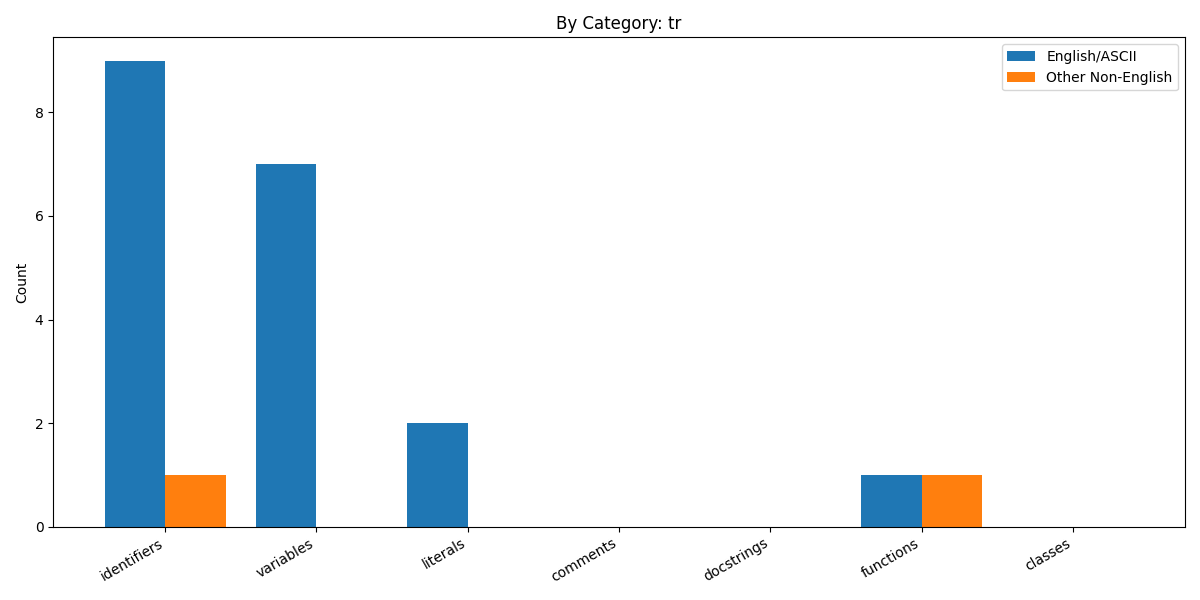 By Category: tr
English/ASCII
Other Non-English
Count
8
6
4
2
0
identifiers
variables
literals
comments
docstrings
functions
classes